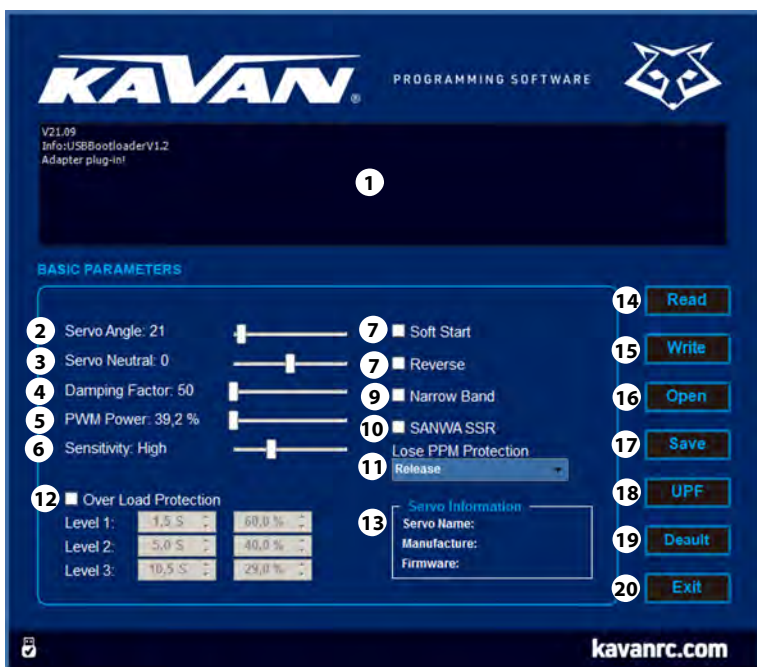 KAVAN®
PROGRAMMING SOFTWARE
V21.09
Info:USBBootloaderV1.2
Adapter plug-in!
1
BASIC PARAMETERS
2 Servo Angle: 21
3 Servo Neutral: 0
4 Damping Factor: 50
5 PWM Power: 39,2 %
6 Sensitivity: High
7 Soft Start
7 Reverse
9 Narrow Band
10 SANWA SSR
Lose PPM Protection
11 Release
12 Over Load Protection
Level 1: 1,5 S 60,0 %
Level 2: 5,0 S 40,0 %
Level 3: 10,5 S 29,0 %
13 Servo Information
Servo Name:
Manufacture:
Firmware:
14 Read
15 Write
16 Open
17 Save
18 UPF
19 Deault
20 Exit
kavanrc.com